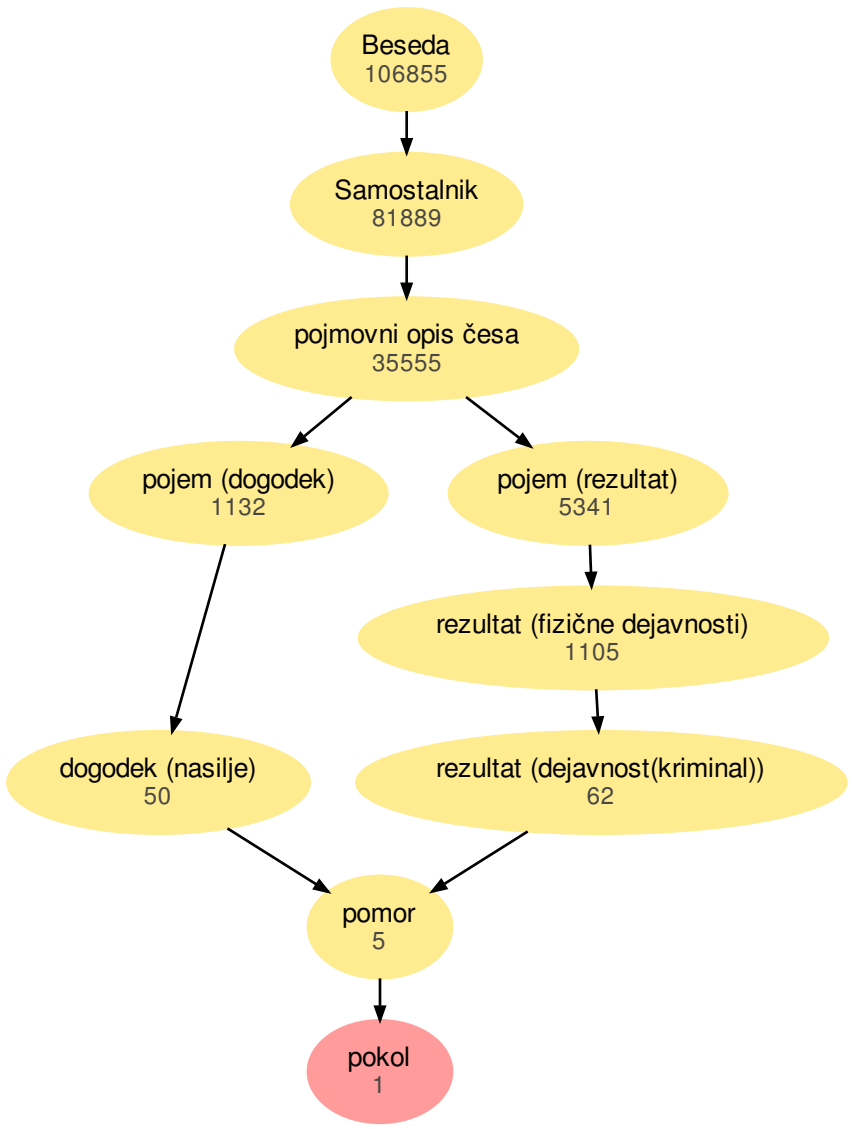 Beseda
106855
Samostalnik
81889
pojmovni opis česa
35555
pojem (dogodek)
1132
pojem (rezultat)
5341
rezultat (fizične dejavnosti)
1105
dogodek (nasilje)
50
rezultat (dejavnost(kriminal))
62
pomor
5
pokol
1